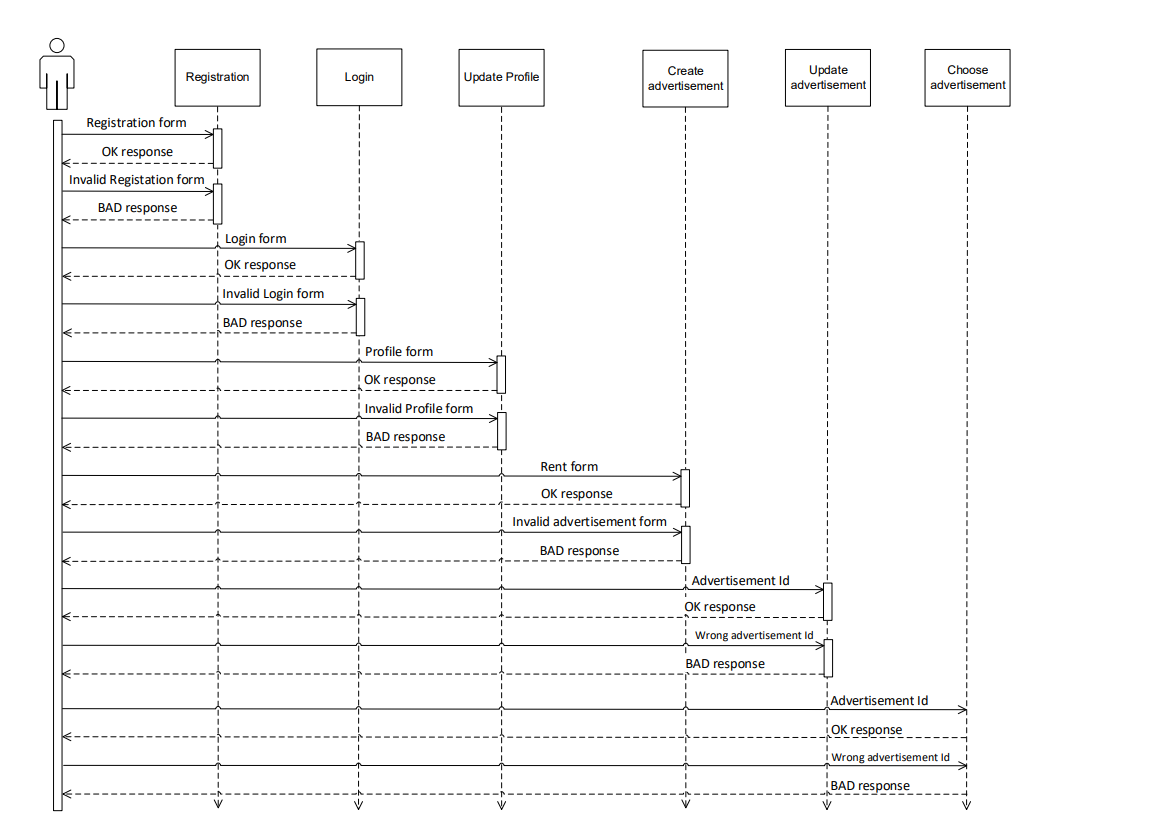 Registration
Login
Update Profile
Create
advertisement
Update
advertisement
Choose
advertisement
Registration form
OK response
Invalid Registation form
BAD response
Login form
OK response
Invalid Login form
BAD response
Profile form
OK response
Invalid Profile form
BAD response
Rent form
OK response
Invalid advertisement form
BAD response
Advertisement Id
OK response
Wrong advertisement Id
BAD response
Advertisement Id
OK response
Wrong advertisement Id
BAD response